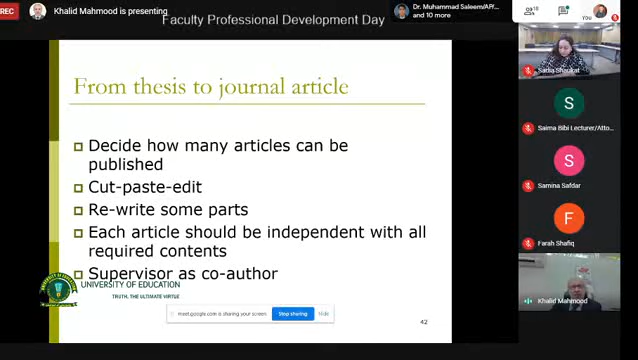 REC
Khalid Mahmood is presenting
Faculty Professional Development Day
Dr. Muhammad Saleem/AP/...
and 10 more
18
You
From thesis to journal article
Decide how many articles can be
published
Cut-paste-edit
Re-write some parts
Each article should be independent with all
required contents
Supervisor as co-author
UNIVERSITY OF EDUCATION
TRUTH, THE ULTIMATE VIRTUE
meet.google.com is sharing your screen
Stop sharing
Hide
42
Sadia Shaukat
S
Saima Bibi Lecturer/Atto...
S
Samina Safdar
F
Farah Shafiq
Khalid Mahmood